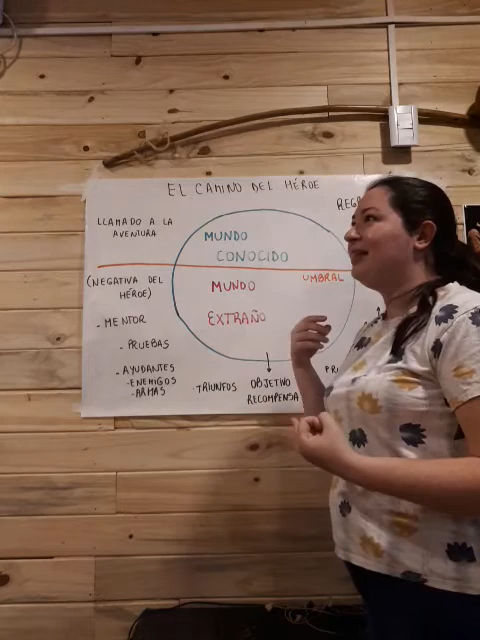 EL CAMINO DEL HÉROE
LLAMADO A LA
AVENTURA
MUNDO
CONOCIDO
UMBRAL
(NEGATIVA DEL
HÉROE)
MUNDO
EXTRAÑO
- MENTOR
- PRUEBAS
- AYUDANTES
- ENEMIGOS
- ARMAS
- TRIUNFOS
OBJETIVO
RECOMPENSA